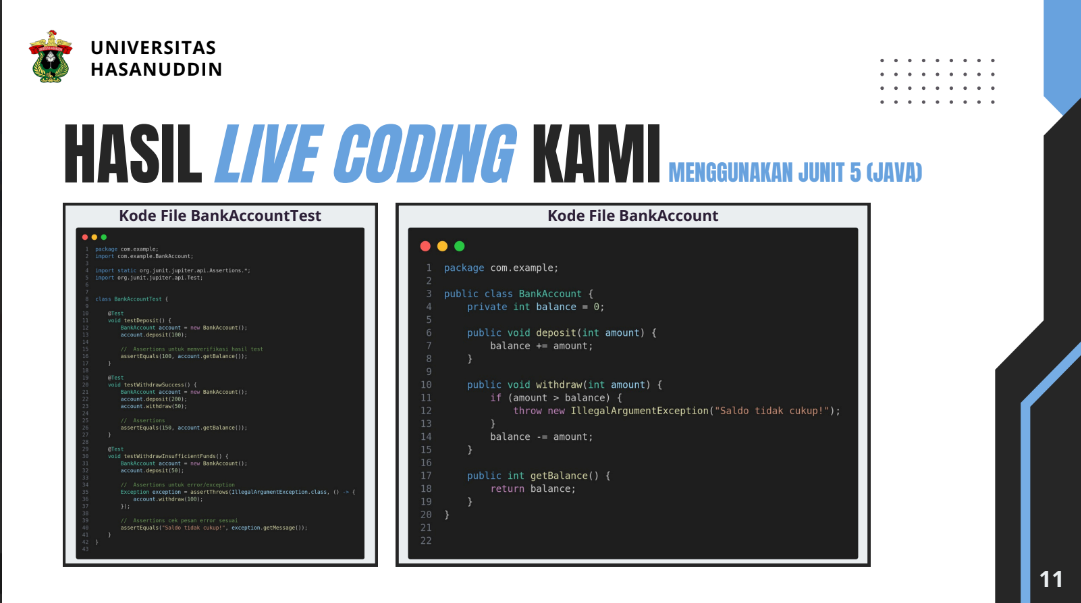 UNIVERSITAS
HASANUDDIN
HASIL LIVE CODING KAMI MENGGUNAKAN JUNIT 5 (JAVA)
Kode File BankAccountTest
1 package com.example;
2 import com.example.BankAccount;
3
4 import static org.junit.jupiter.api.Assertions.*;
5 import org.junit.jupiter.api.Test;
6
7
8 class BankAccountTest {
9
10 @Test
11 void testDeposit() {
12 BankAccount account = new BankAccount();
13 account.deposit(100);
14
15 // Assertions untuk memverifikasi hasil test
16 assertEquals(100, account.getBalance());
17 }
18
19 @Test
20 void testWithdrawSuccess() {
21 BankAccount account = new BankAccount();
22 account.deposit(200);
23 account.withdraw(50);
24
25 // Assertions
26 assertEquals(150, account.getBalance());
27 }
28
29 @Test
30 void testWithdrawInsufficientFunds() {
31 BankAccount account = new BankAccount();
32 account.deposit(50);
33
34 // Assertions untuk error/exception
35 Exception exception = assertThrows(IllegalArgumentException.class, () -> {
36 account.withdraw(100);
37 });
38
39 // Assertions cek pesan error sesuai
40 assertEquals("Saldo tidak cukup!", exception.getMessage());
41 }
42 }
43
Kode File BankAccount
1 package com.example;
2
3 public class BankAccount {
4 private int balance = 0;
5
6 public void deposit(int amount) {
7 balance += amount;
8 }
9
10 public void withdraw(int amount) {
11 if (amount > balance) {
12 throw new IllegalArgumentException("Saldo tidak cukup!");
13 }
14 balance -= amount;
15 }
16
17 public int getBalance() {
18 return balance;
19 }
20 }
21
22
11